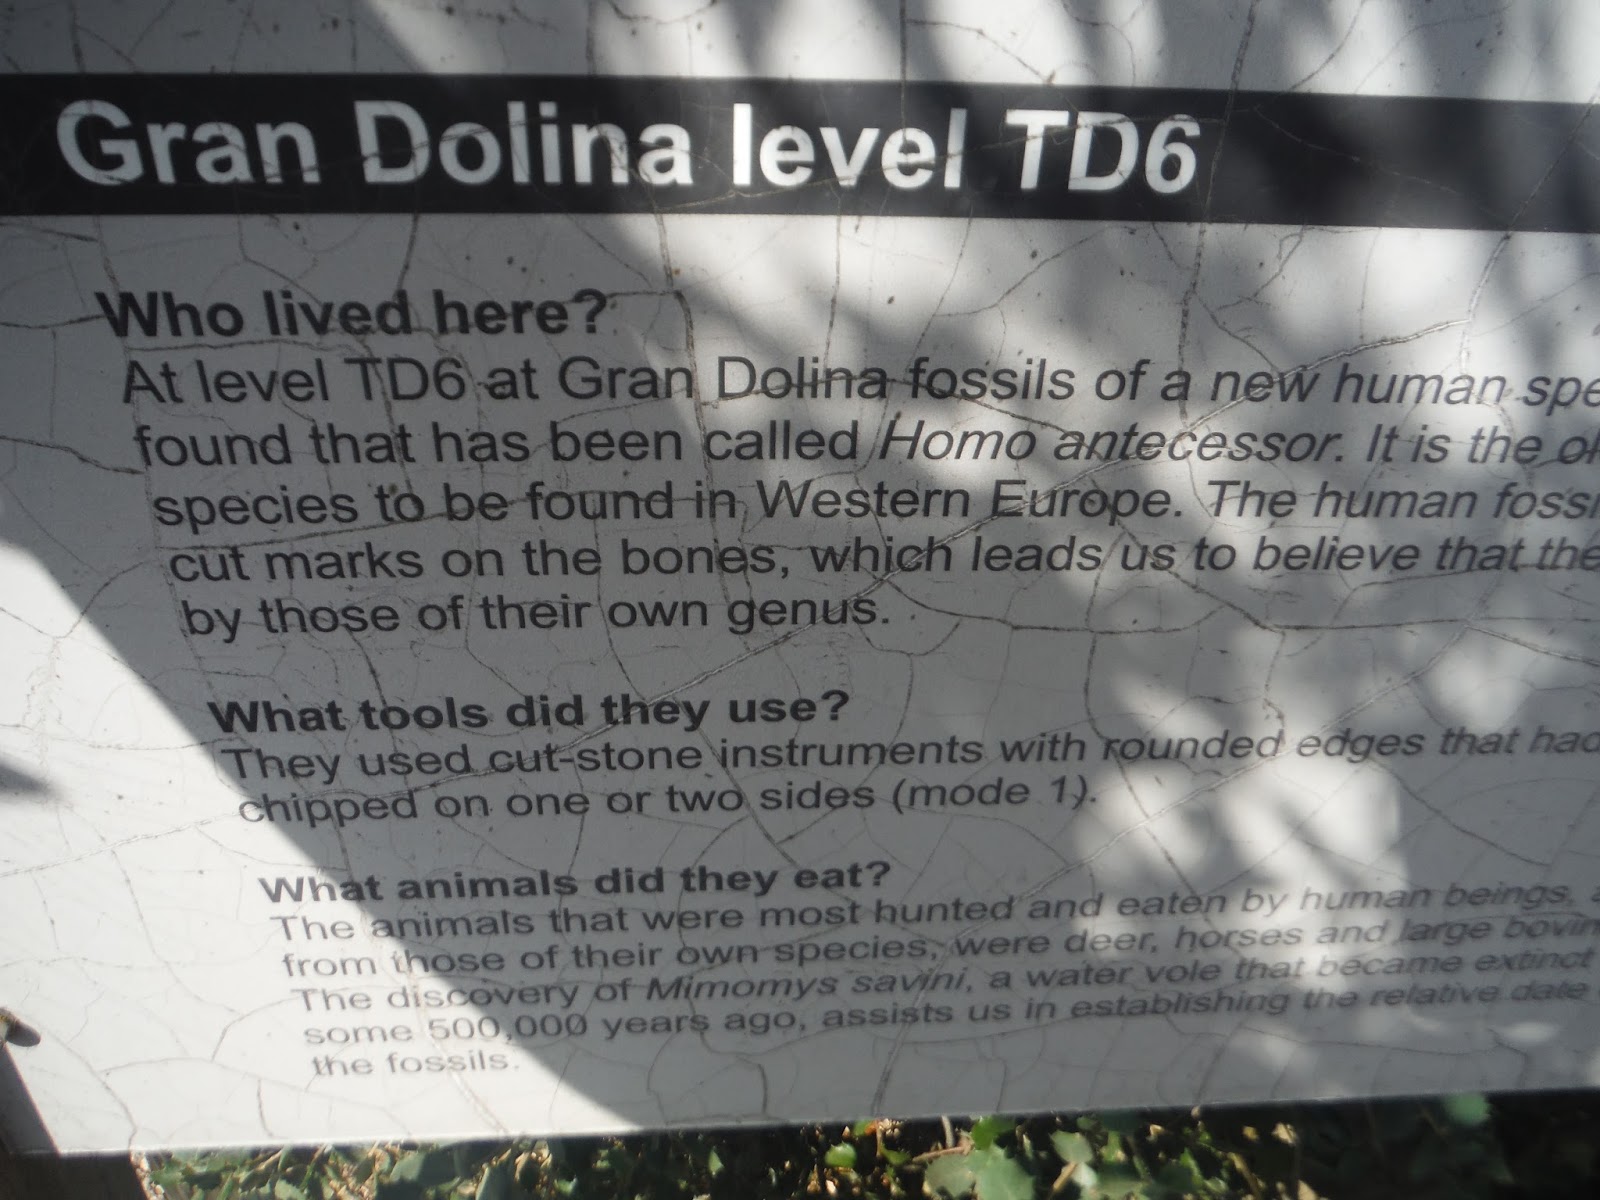 Gran Dolina level TD6
Who lived here?
At level TD6 at Gran Dolina fossils of a new human spe
found that has been called Homo antecessor. It is the ol
species to be found in Western Europe. The human foss
cut marks on the bones, which leads us to believe that the
by those of their own genus.
What tools did they use?
They used cut-stone instruments with rounded edges that had
chipped on one or two sides (mode 1).
What animals did they eat?
The animals that were most hunted and eaten by human beings,
from those of their own species, were deer, horses and large bovin
The discovery of Mimomys savini, a water vole that became extinct
some 500,000 years ago, assists us in establishing the relative date
the fossils.